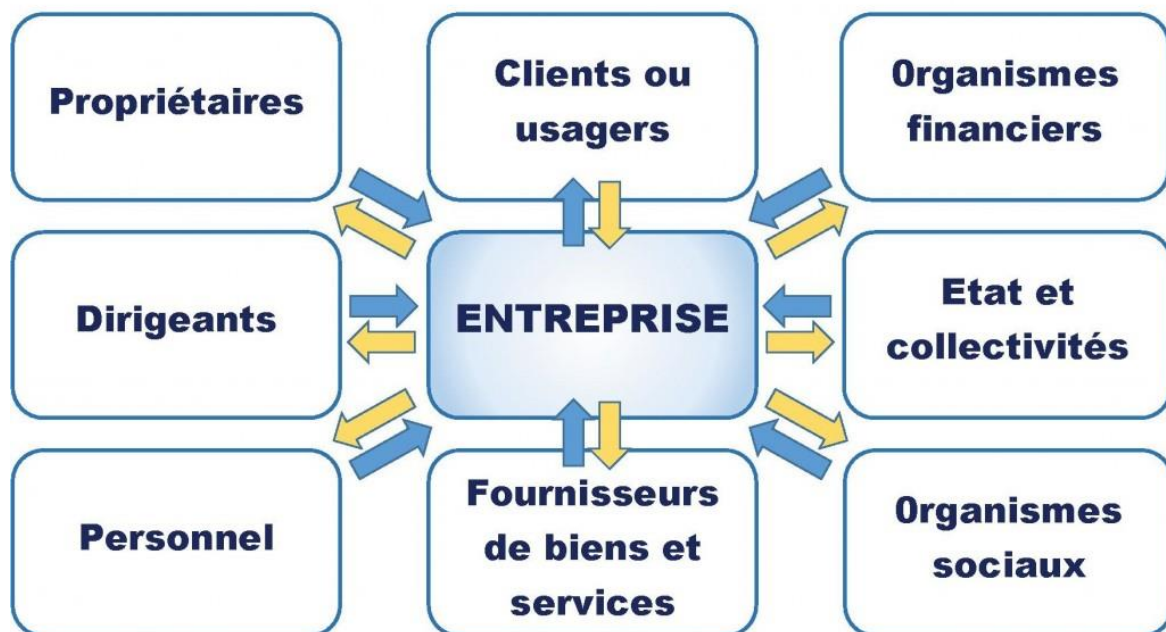 Propriétaires
Clients ou
usagers
0rganismes
financiers
Dirigeants
ENTREPRISE
Etat et
collectivités
Personnel
Fournisseurs
de biens et
services
0rganismes
sociaux